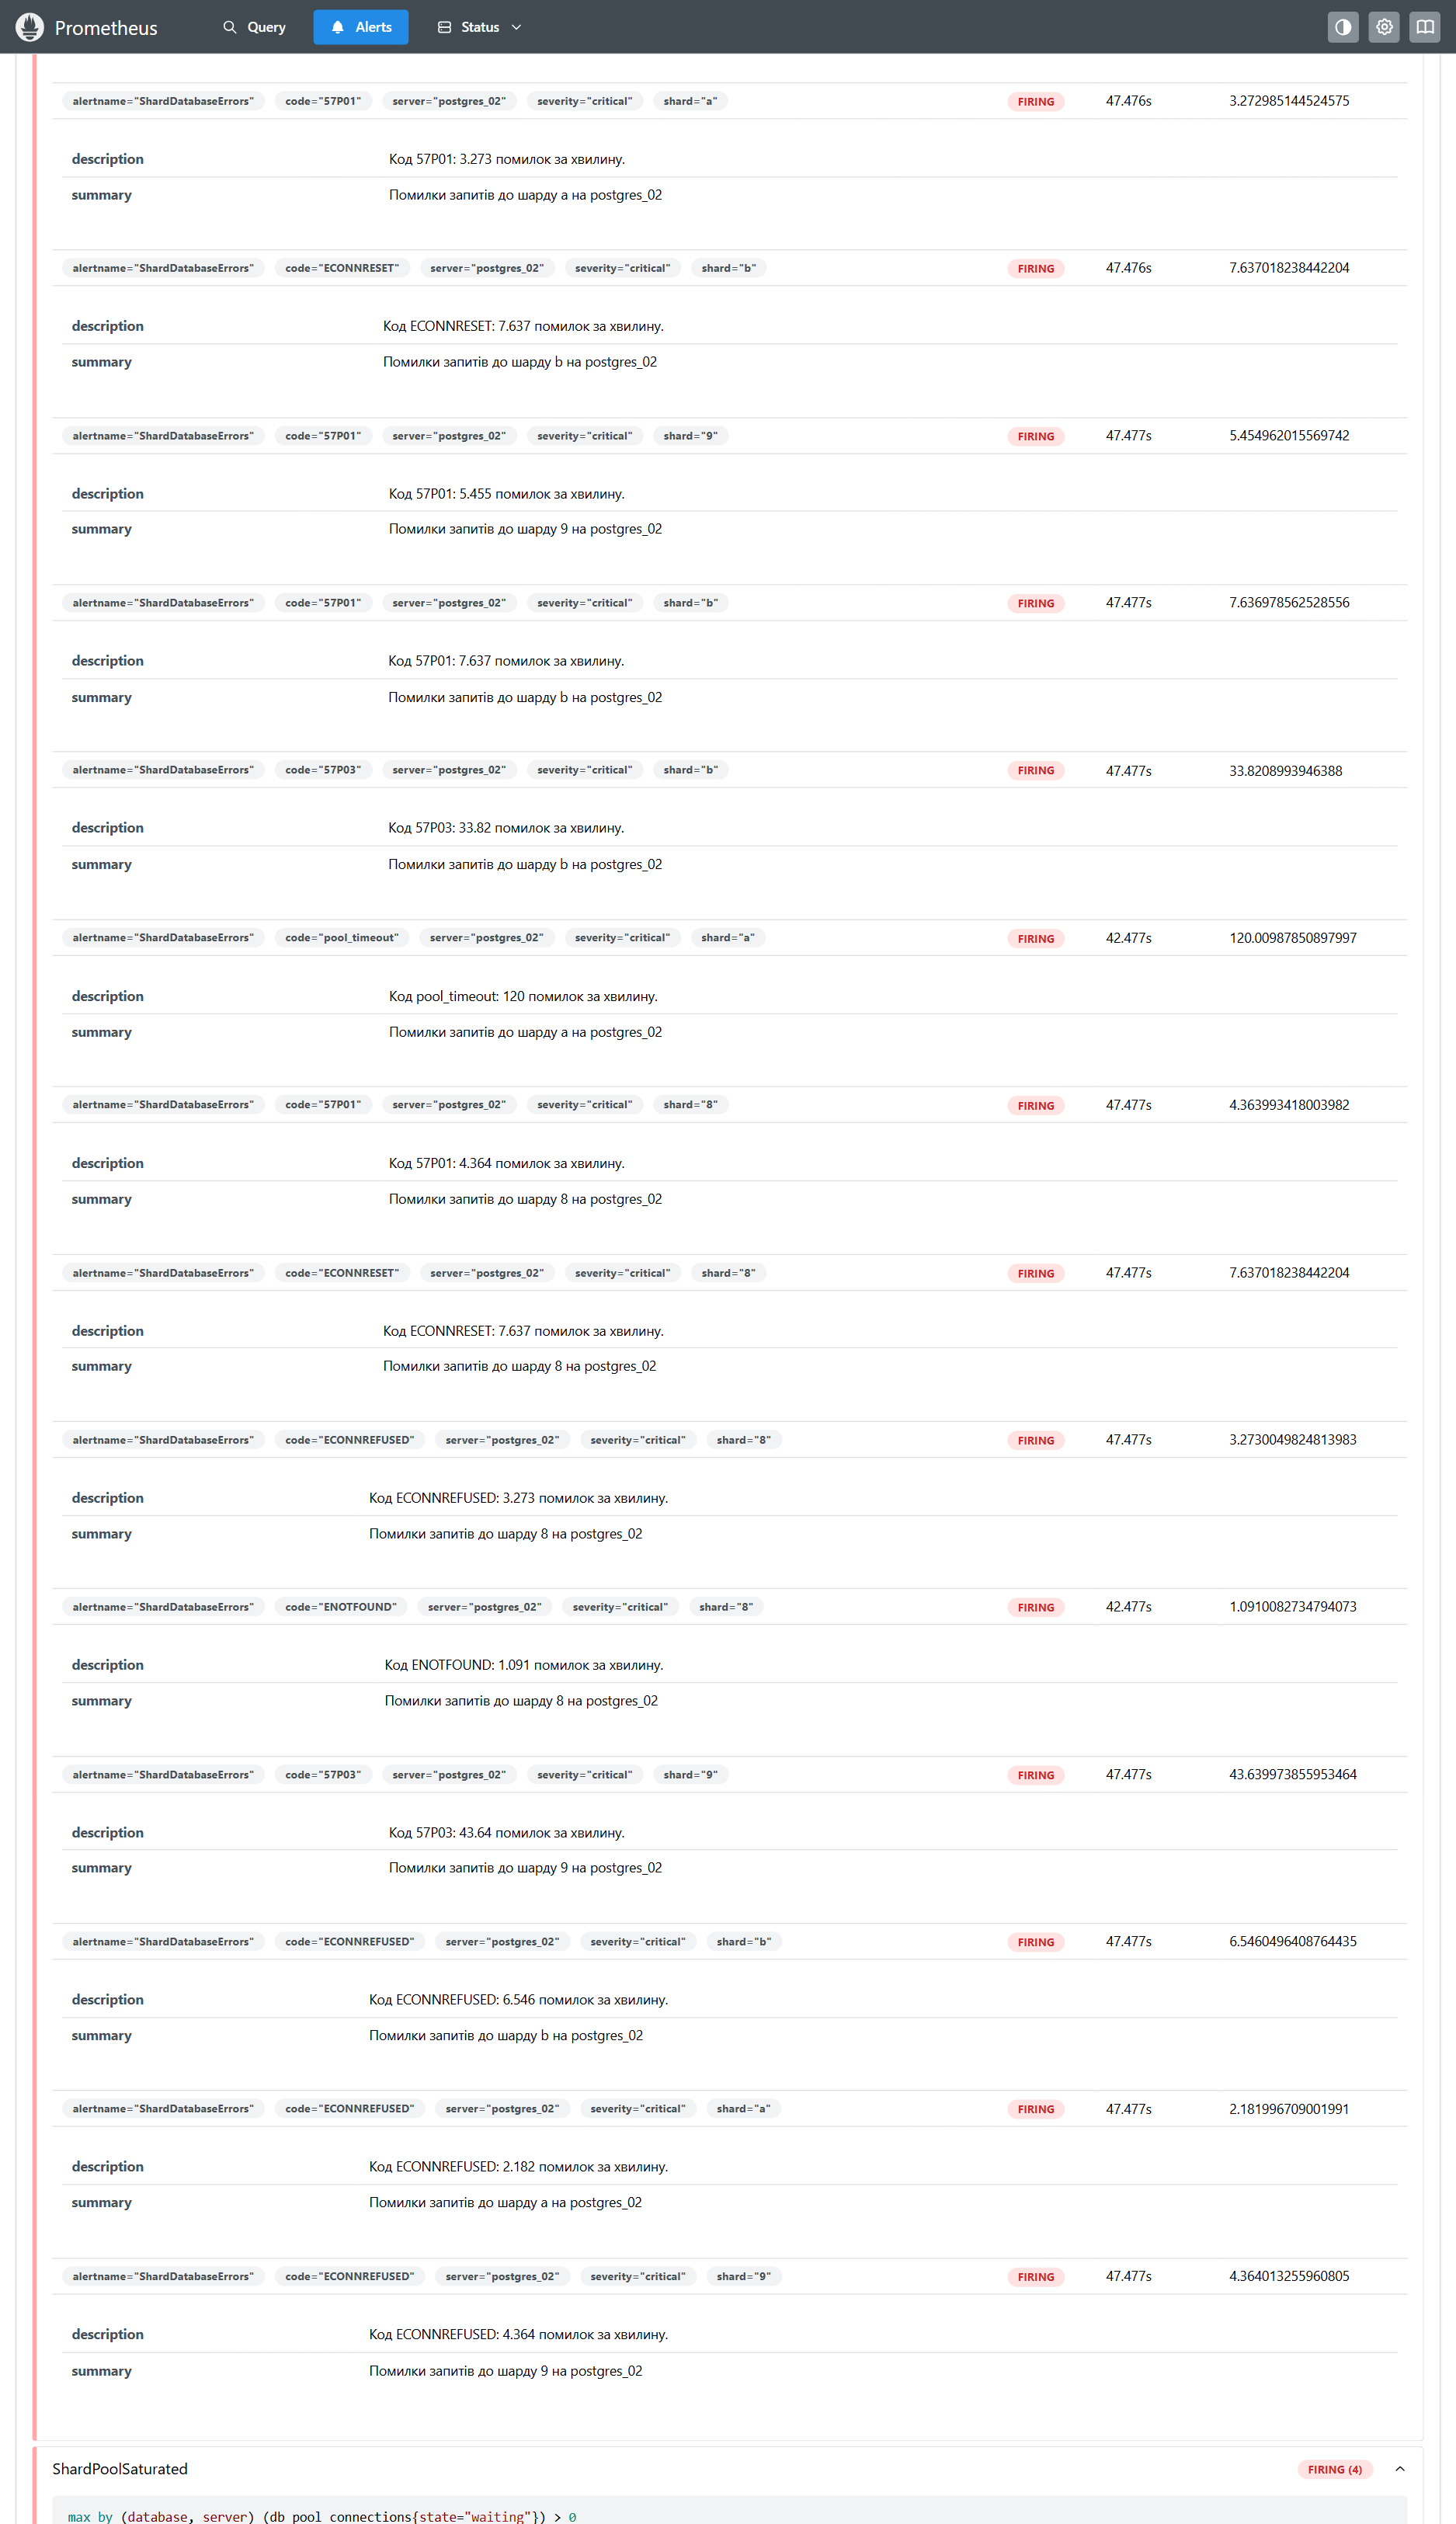 Prometheus Query Alerts Status
alertname="ShardDatabaseErrors" code="57P01" server="postgres_02" severity="critical" shard="a" FIRING 47.476s 3.272985144524575
description Код 57P01: 3.273 помилок за хвилину.
summary Помилки запитів до шарду a на postgres_02
alertname="ShardDatabaseErrors" code="ECONNRESET" server="postgres_02" severity="critical" shard="b" FIRING 47.476s 7.637018238442204
description Код ECONNRESET: 7.637 помилок за хвилину.
summary Помилки запитів до шарду b на postgres_02
alertname="ShardDatabaseErrors" code="57P01" server="postgres_02" severity="critical" shard="9" FIRING 47.477s 5.454962015569742
description Код 57P01: 5.455 помилок за хвилину.
summary Помилки запитів до шарду 9 на postgres_02
alertname="ShardDatabaseErrors" code="57P01" server="postgres_02" severity="critical" shard="b" FIRING 47.477s 7.636978562528556
description Код 57P01: 7.637 помилок за хвилину.
summary Помилки запитів до шарду b на postgres_02
alertname="ShardDatabaseErrors" code="57P03" server="postgres_02" severity="critical" shard="b" FIRING 47.477s 33.8208993946388
description Код 57P03: 33.82 помилок за хвилину.
summary Помилки запитів до шарду b на postgres_02
alertname="ShardDatabaseErrors" code="pool_timeout" server="postgres_02" severity="critical" shard="a" FIRING 42.477s 120.00987850897997
description Код pool_timeout: 120 помилок за хвилину.
summary Помилки запитів до шарду a на postgres_02
alertname="ShardDatabaseErrors" code="57P01" server="postgres_02" severity="critical" shard="8" FIRING 47.477s 4.363993418003982
description Код 57P01: 4.364 помилок за хвилину.
summary Помилки запитів до шарду 8 на postgres_02
alertname="ShardDatabaseErrors" code="ECONNRESET" server="postgres_02" severity="critical" shard="8" FIRING 47.477s 7.637018238442204
description Код ECONNRESET: 7.637 помилок за хвилину.
summary Помилки запитів до шарду 8 на postgres_02
alertname="ShardDatabaseErrors" code="ECONNREFUSED" server="postgres_02" severity="critical" shard="8" FIRING 47.477s 3.2730049824813983
description Код ECONNREFUSED: 3.273 помилок за хвилину.
summary Помилки запитів до шарду 8 на postgres_02
alertname="ShardDatabaseErrors" code="ENOTFOUND" server="postgres_02" severity="critical" shard="8" FIRING 42.477s 1.0910082734794073
description Код ENOTFOUND: 1.091 помилок за хвилину.
summary Помилки запитів до шарду 8 на postgres_02
alertname="ShardDatabaseErrors" code="57P03" server="postgres_02" severity="critical" shard="9" FIRING 47.477s 43.639973855953464
description Код 57P03: 43.64 помилок за хвилину.
summary Помилки запитів до шарду 9 на postgres_02
alertname="ShardDatabaseErrors" code="ECONNREFUSED" server="postgres_02" severity="critical" shard="b" FIRING 47.477s 6.5460496408764435
description Код ECONNREFUSED: 6.546 помилок за хвилину.
summary Помилки запитів до шарду b на postgres_02
alertname="ShardDatabaseErrors" code="ECONNREFUSED" server="postgres_02" severity="critical" shard="a" FIRING 47.477s 2.181996709001991
description Код ECONNREFUSED: 2.182 помилок за хвилину.
summary Помилки запитів до шарду a на postgres_02
alertname="ShardDatabaseErrors" code="ECONNREFUSED" server="postgres_02" severity="critical" shard="9" FIRING 47.477s 4.364013255960805
description Код ECONNREFUSED: 4.364 помилок за хвилину.
summary Помилки запитів до шарду 9 на postgres_02
ShardPoolSaturated FIRING (4)
max by (database, server) (db_pool_connections{state="waiting"}) > 0